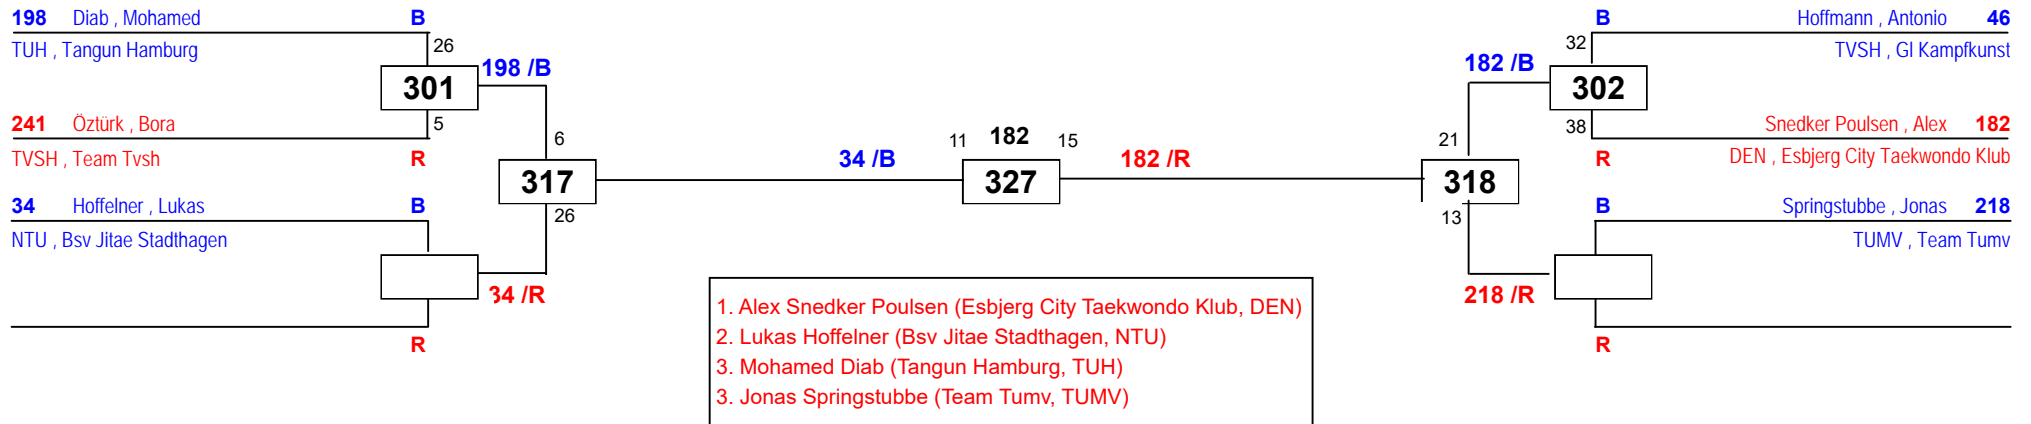 198 Diab , Mohamed B
TUH , Tangun Hamburg
26
301
198 /B
5
241 Öztürk , Bora
TVSH , Team Tvsh R
6
317
26
34 Hoffelner , Lukas B
NTU , Bsv Jitae Stadthagen
34 /R
R
34 /B
11 182 15
327
182 /R
B Hoffmann , Antonio 46
32 TVSH , GI Kampfkunst
182 /B
302
38 Snedker Poulsen , Alex 182
R DEN , Esbjerg City Taekwondo Klub
21
318
13
B Springstubbe , Jonas 218
TUMV , Team Tumv
218 /R
R
1. Alex Snedker Poulsen (Esbjerg City Taekwondo Klub, DEN)
2. Lukas Hoffelner (Bsv Jitae Stadthagen, NTU)
3. Mohamed Diab (Tangun Hamburg, TUH)
3. Jonas Springstubbe (Team Tumv, TUMV)